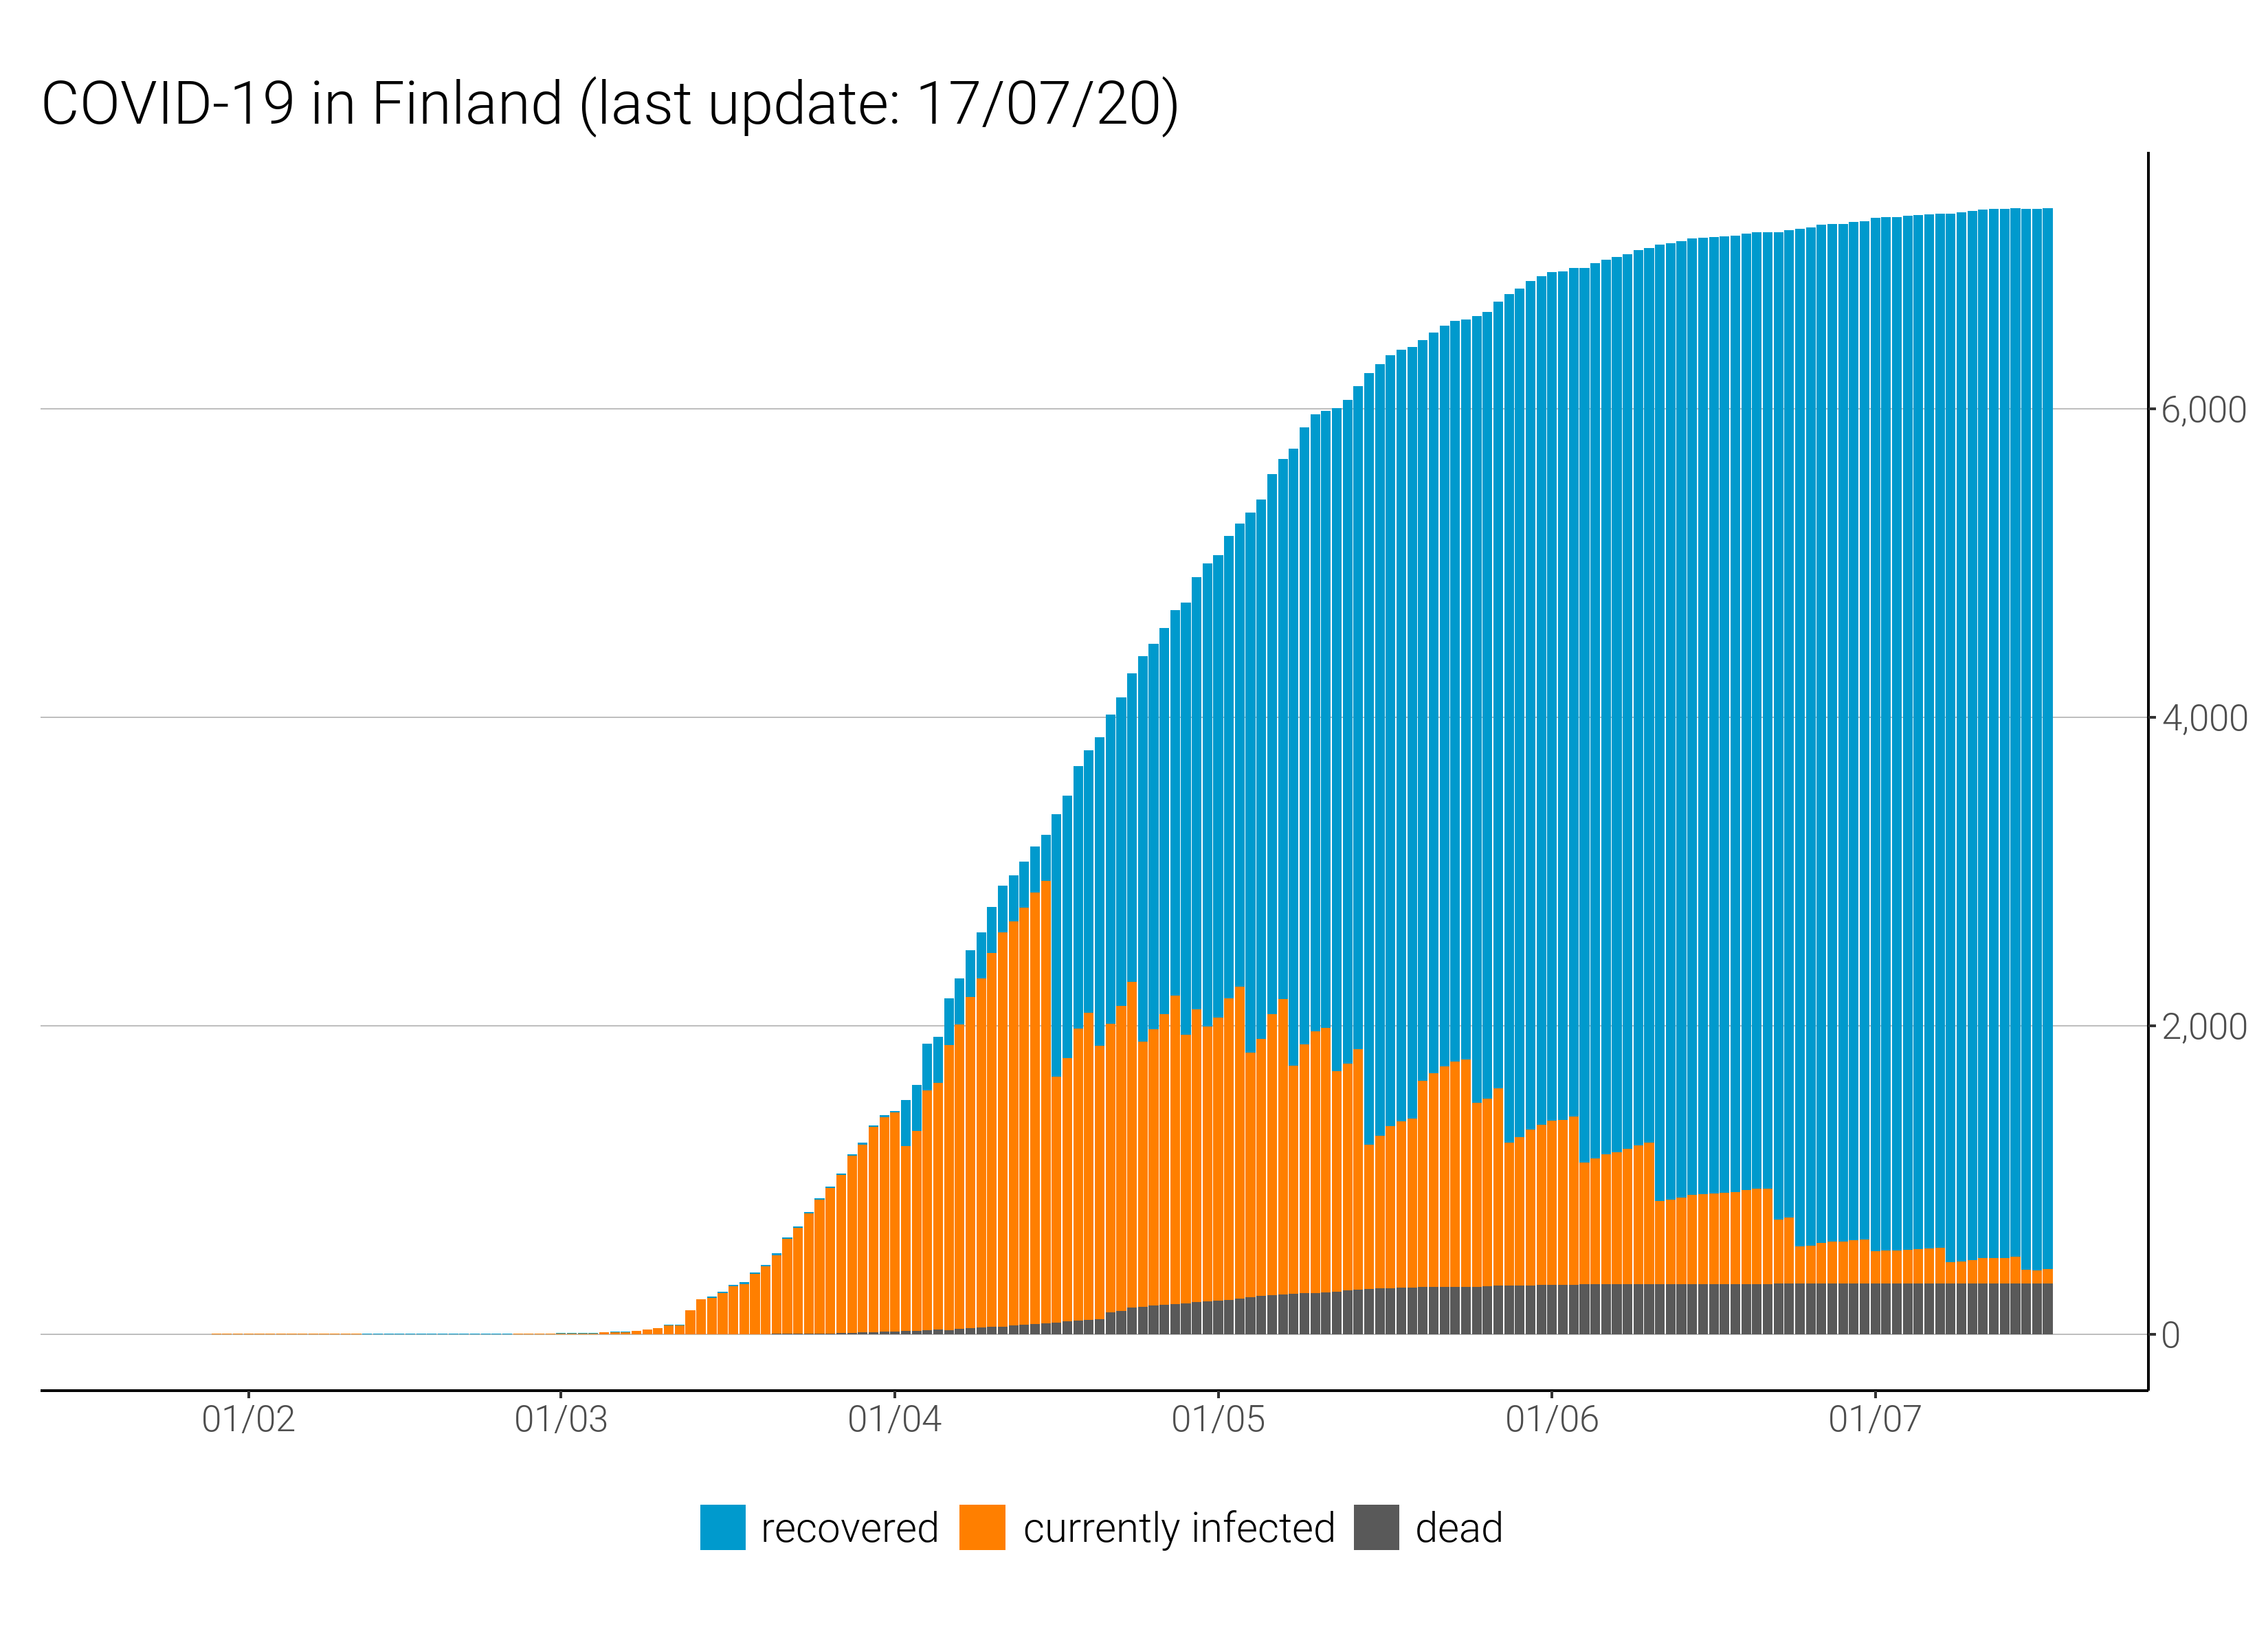 COVID-19 in Finland (last update: 17/07/20)
6,000
4,000
2,000
0
01/02 01/03 01/04 01/05 01/06 01/07
recovered currently infected dead